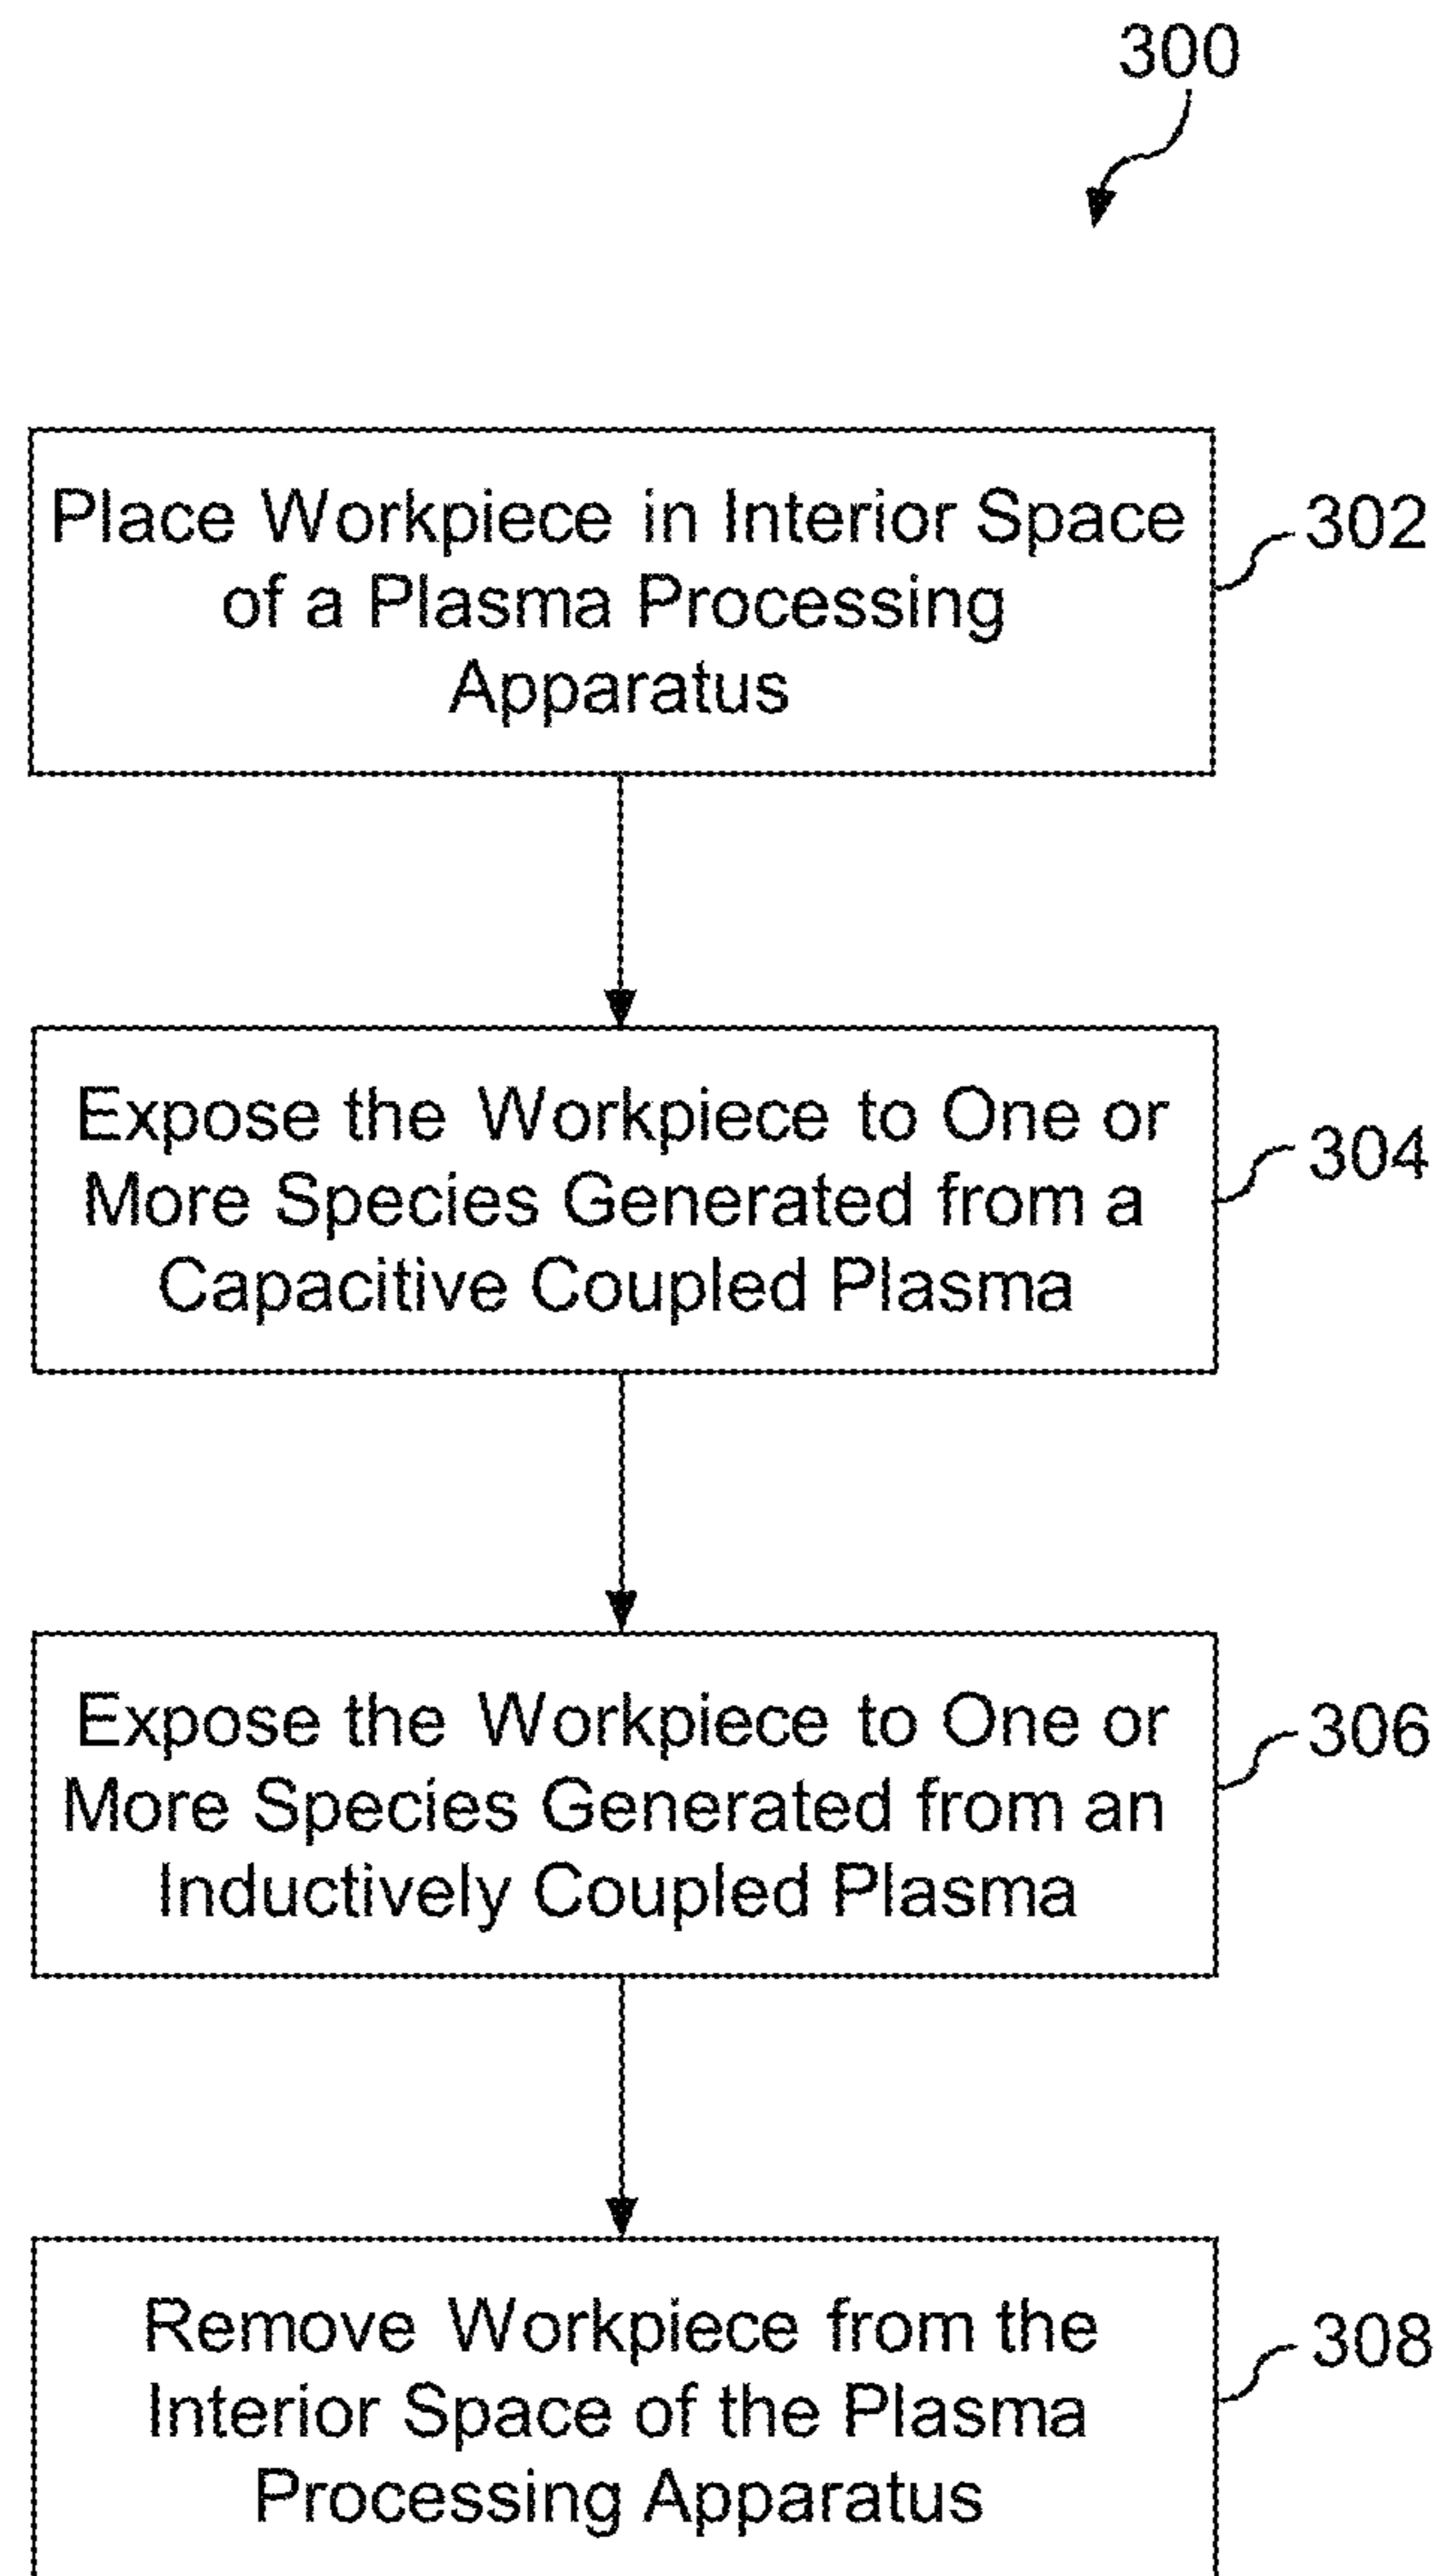 300
Place Workpiece in Interior Space
of a Plasma Processing
Apparatus
302
Expose the Workpiece to One or
More Species Generated from a
Capacitive Coupled Plasma
304
Expose the Workpiece to One or
More Species Generated from an
Inductively Coupled Plasma
306
Remove Workpiece from the
Interior Space of the Plasma
Processing Apparatus
308